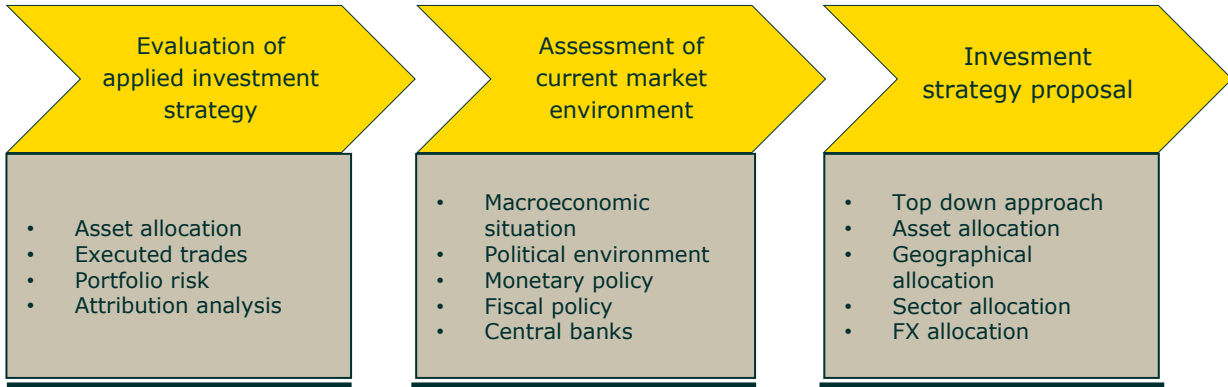 Evaluation of
applied investment
strategy
Assessment of
current market
environment
Invesment
strategy proposal
• Asset allocation
• Executed trades
• Portfolio risk
• Attribution analysis
• Macroeconomic
situation
• Political environment
• Monetary policy
• Fiscal policy
• Central banks
• Top down approach
• Asset allocation
• Geographical
allocation
• Sector allocation
• FX allocation